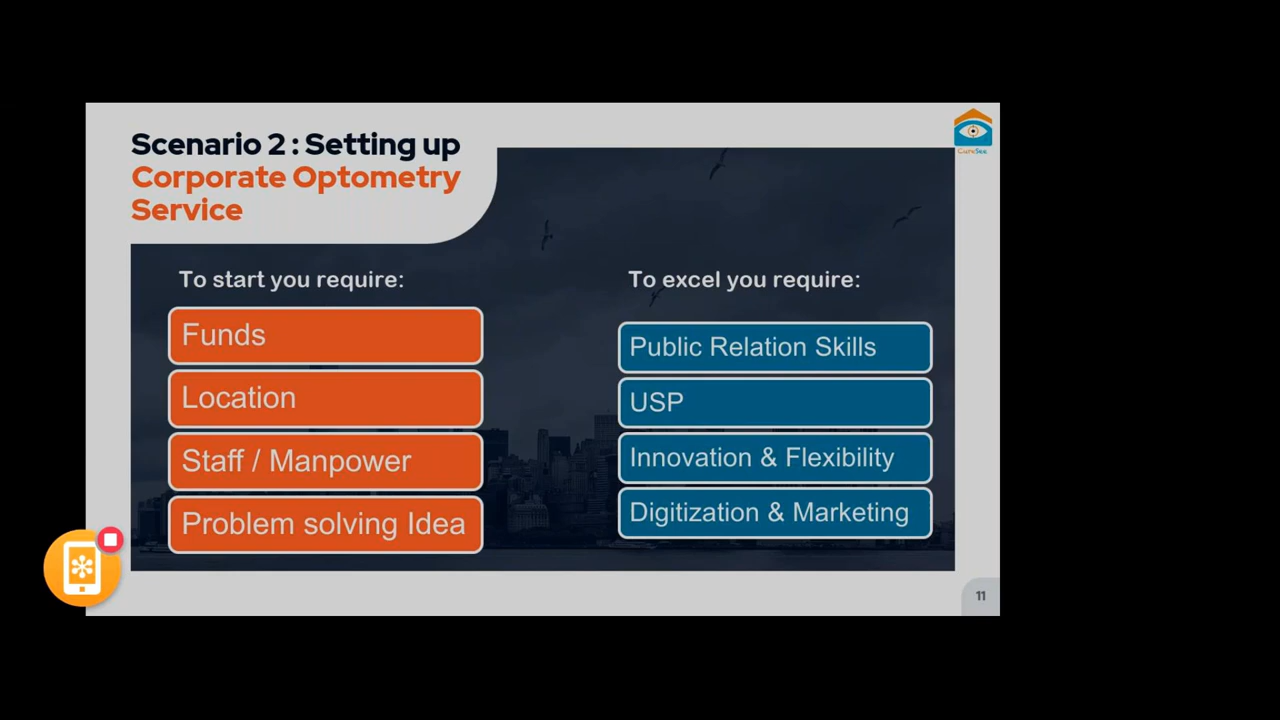 Scenario 2 : Setting up
Corporate Optometry
Service
CureSee
To start you require:
Funds
Location
Staff / Manpower
Problem solving Idea
To excel you require:
Public Relation Skills
USP
Innovation & Flexibility
Digitization & Marketing
11